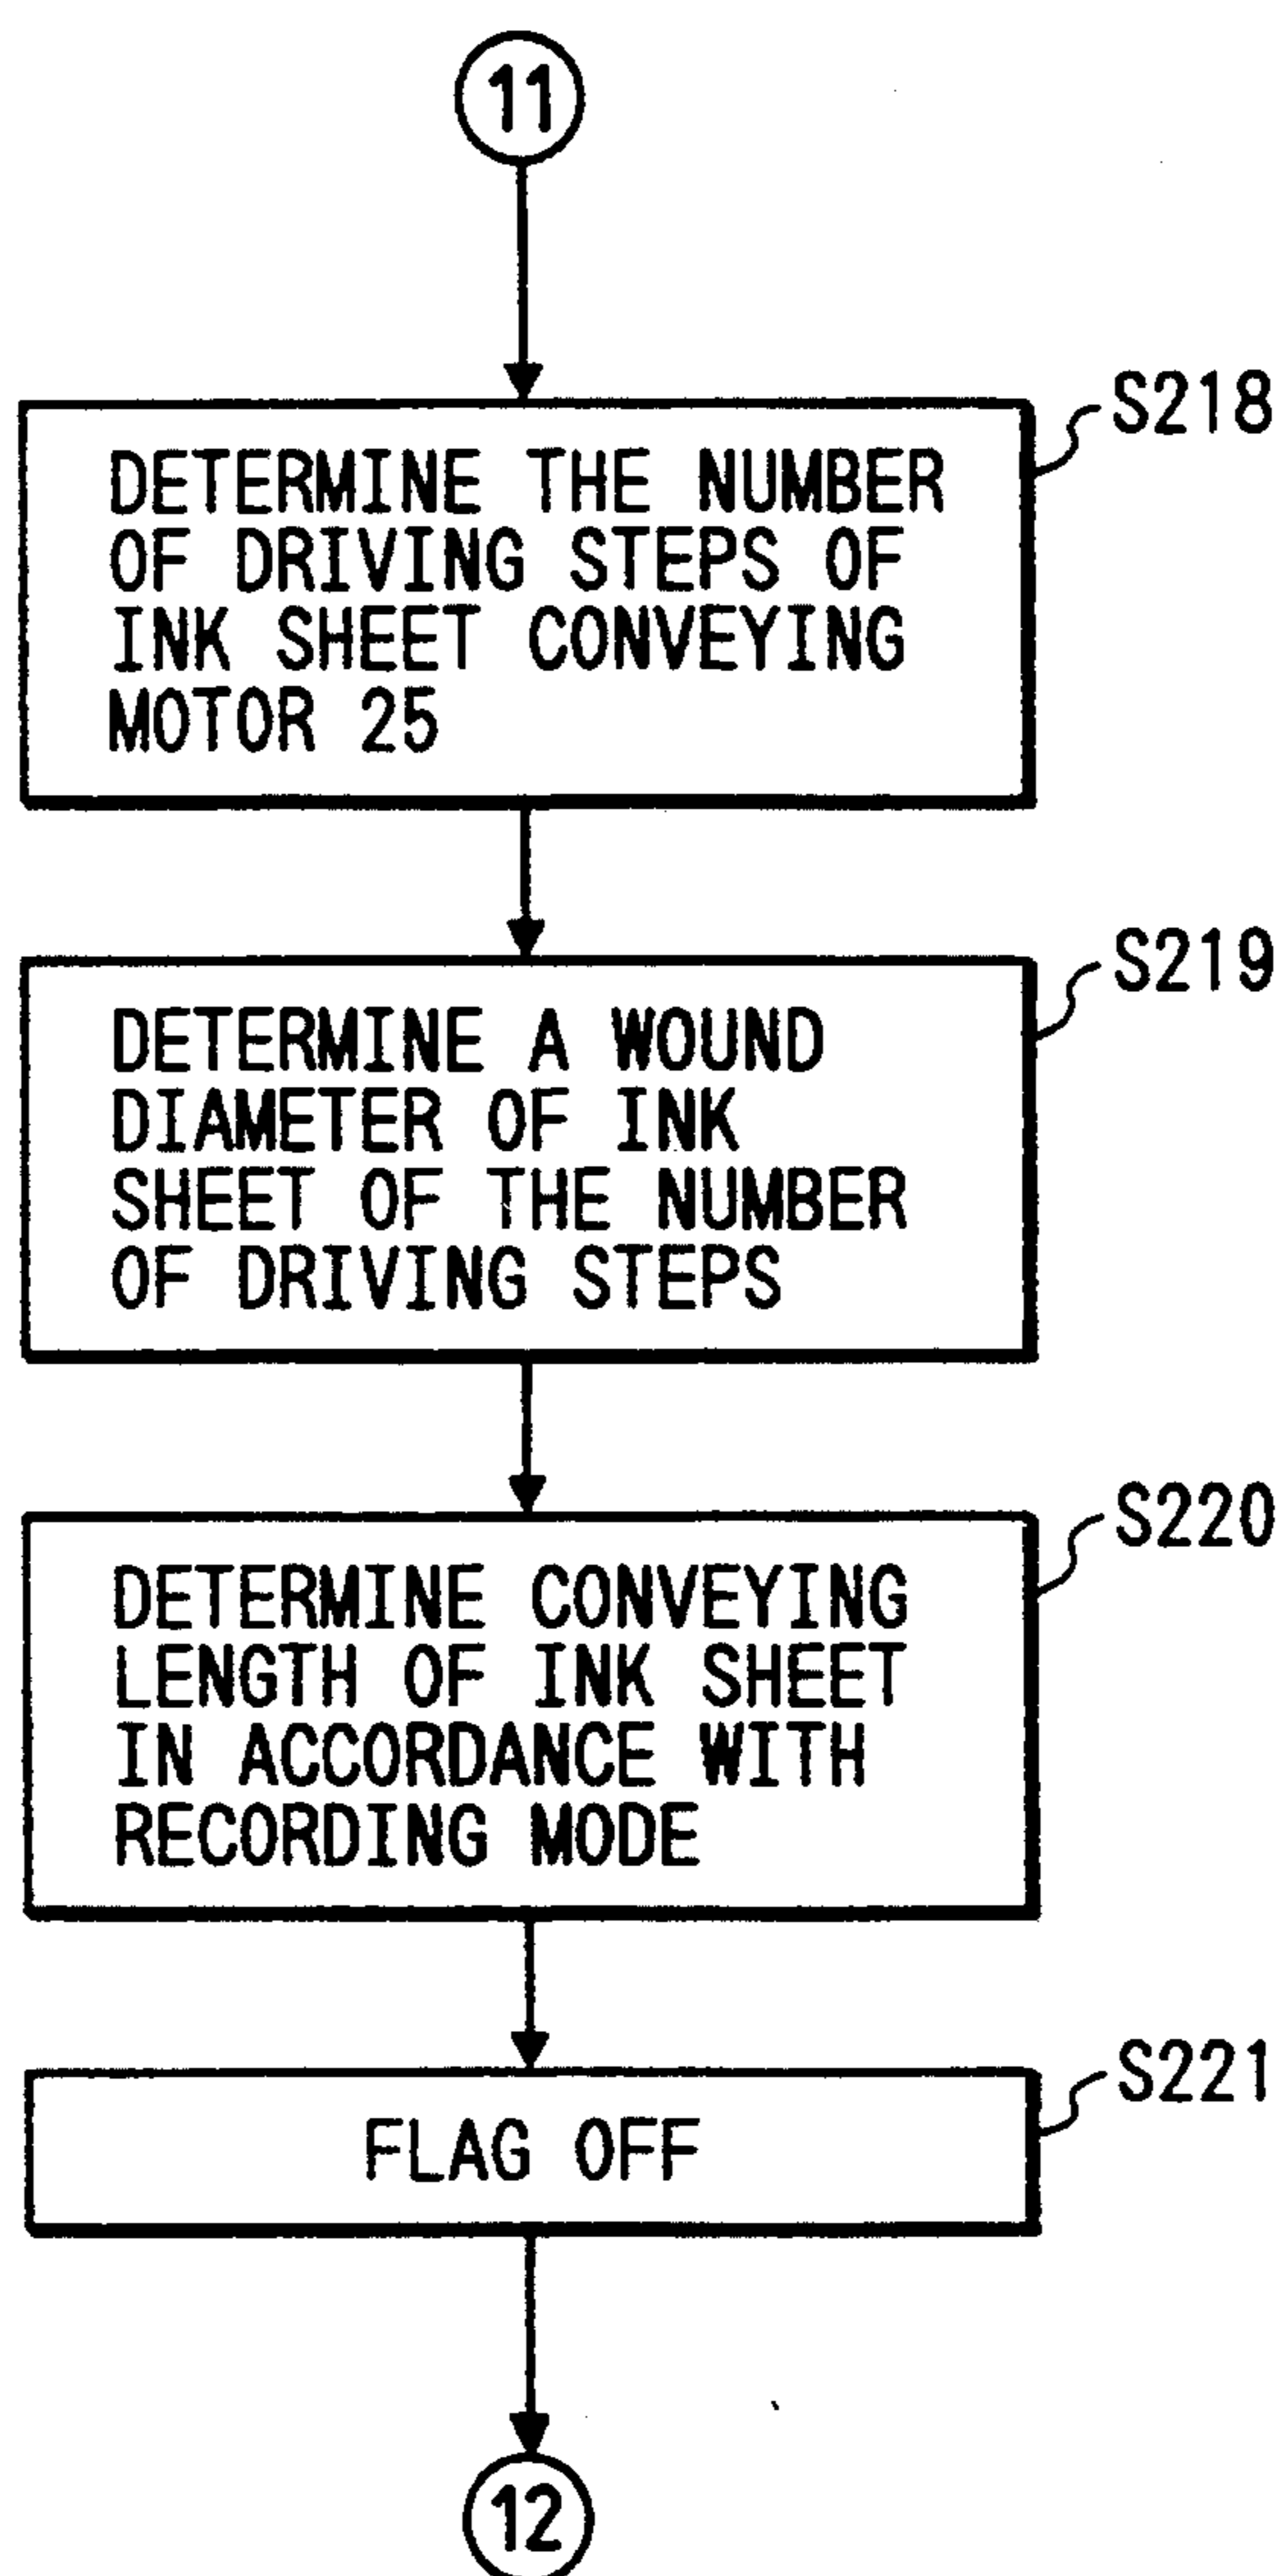 11
S218
DETERMINE THE NUMBER
OF DRIVING STEPS OF
INK SHEET CONVEYING
MOTOR 25
S219
DETERMINE A WOUND
DIAMETER OF INK
SHEET OF THE NUMBER
OF DRIVING STEPS
S220
DETERMINE CONVEYING
LENGTH OF INK SHEET
IN ACCORDANCE WITH
RECORDING MODE
S221
FLAG OFF
12